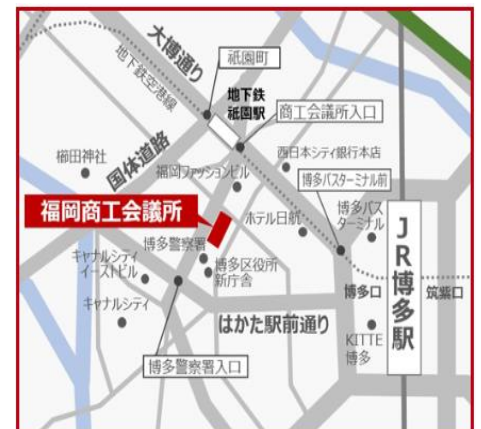 大博通り
地下鉄空港線
祇園町
地下鉄
祇園駅
商工会議所入口
国体道路
櫛田神社
福岡ファッションビル
西日本シティ銀行本店
博多バスターミナル前
福岡商工会議所
ホテル日航
博多バス
ターミナル
JR博多駅
博多警察署
博多区役所
新庁舎
キャナルシティ
イーストビル
キャナルシティ
博多口
筑紫口
はかた駅前通り
KITTE
博多
博多警察署入口